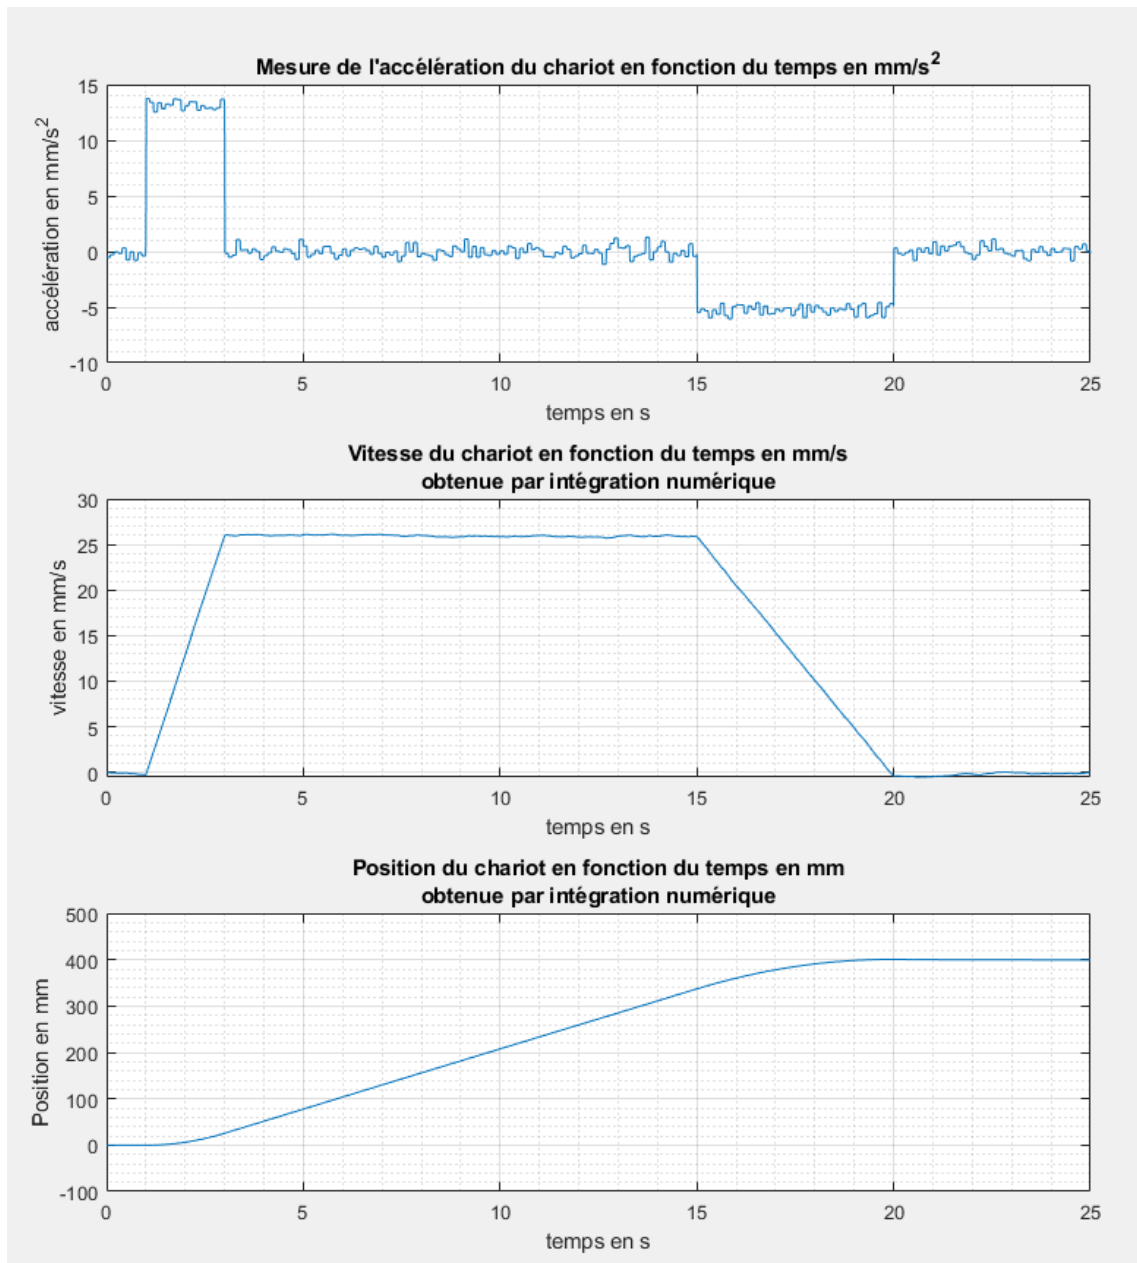 Mesure de l'accélération du chariot en fonction du temps en mm/s²
15
10
5
0
-5
-10
accélération en mm/s²
0 5 10 15 20 25
temps en s
Vitesse du chariot en fonction du temps en mm/s
obtenue par intégration numérique
30
25
20
15
10
5
0
vitesse en mm/s
0 5 10 15 20 25
temps en s
Position du chariot en fonction du temps en mm
obtenue par intégration numérique
500
400
300
200
100
0
-100
Position en mm
0 5 10 15 20 25
temps en s